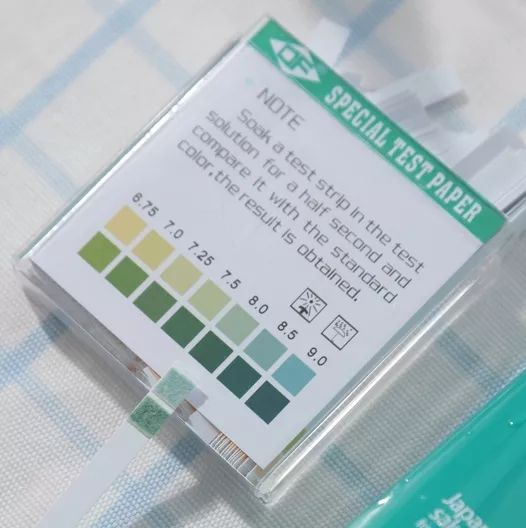 DF
SPECIAL TEST PAPER
NOTE
Soak a test strip in the test
solution for a half second and
compare it with the standard
color.the result is obtained.
6.75 7.0 7.25 7.5 8.0 8.5 9.0
Japa